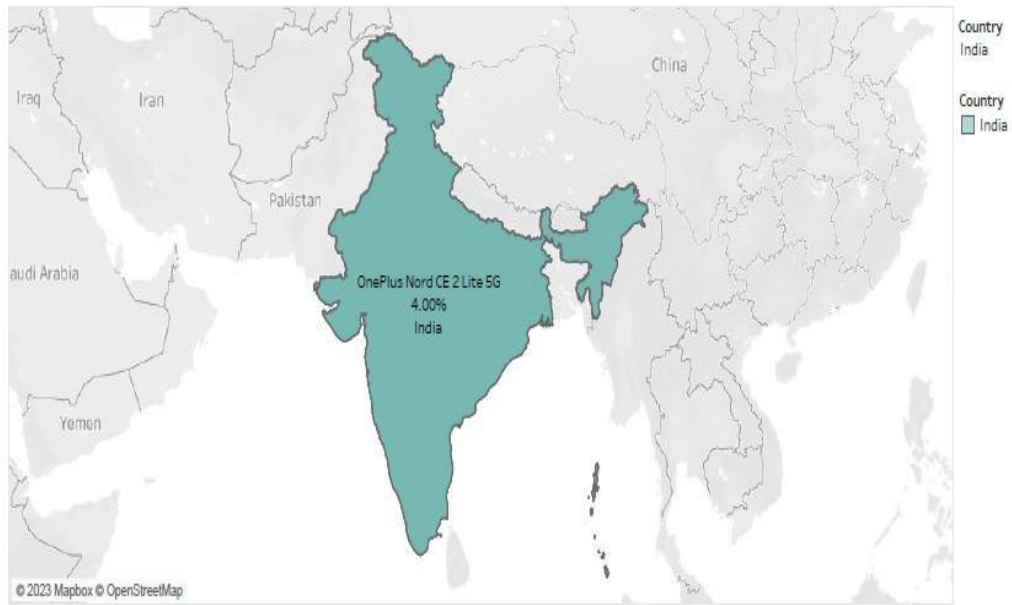 Iraq
Iran
China
Pakistan
audi Arabia
Yemen
OnePlus Nord CE 2 Lite 5G
4.00%
India
© 2023 Mapbox © OpenStreetMap
Country
India
Country
India